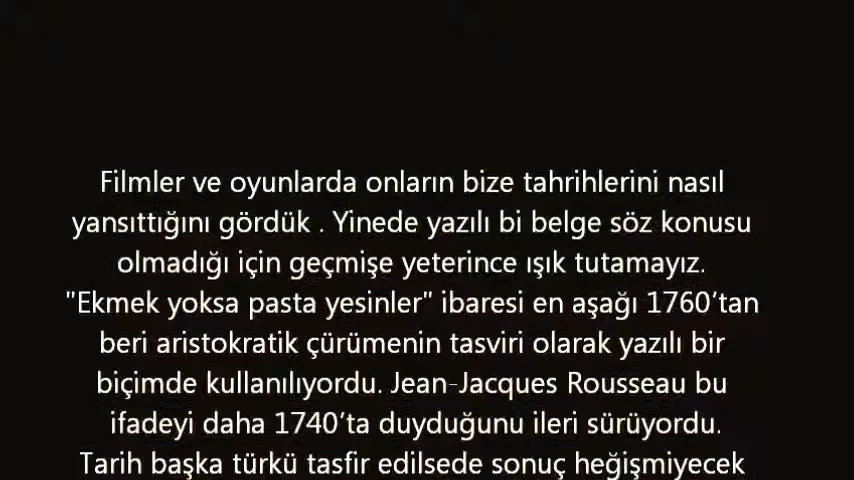 Filmler ve oyunlarda onların bize tahrihlerini nasıl
yansıttığını gördük . Yinede yazılı bi belge söz konusu
olmadığı için geçmişe yeterince ışık tutamayız.
"Ekmek yoksa pasta yesinler" ibaresi en aşağı 1760’tan
beri aristokratik çürümenin tasviri olarak yazılı bir
biçimde kullanılıyordu. Jean-Jacques Rousseau bu
ifadeyi daha 1740’ta duyduğunu ileri sürüyordu.
Tarih başka türkü tasfir edilsede sonuç heğişmiyecek